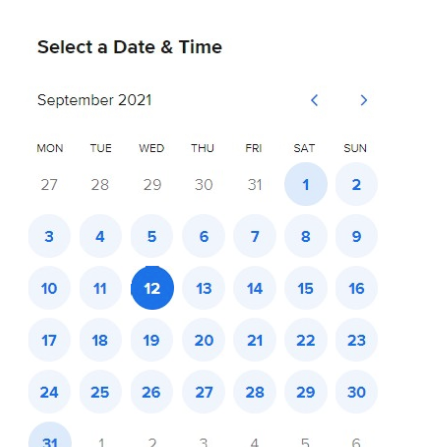 Select a Date & Time
September 2021
MON TUE WED THU FRI SAT SUN
27 28 29 30 31 1 2
3 4 5 6 7 8 9
10 11 12 13 14 15 16
17 18 19 20 21 22 23
24 25 26 27 28 29 30
31 1 2 3 4 5 6